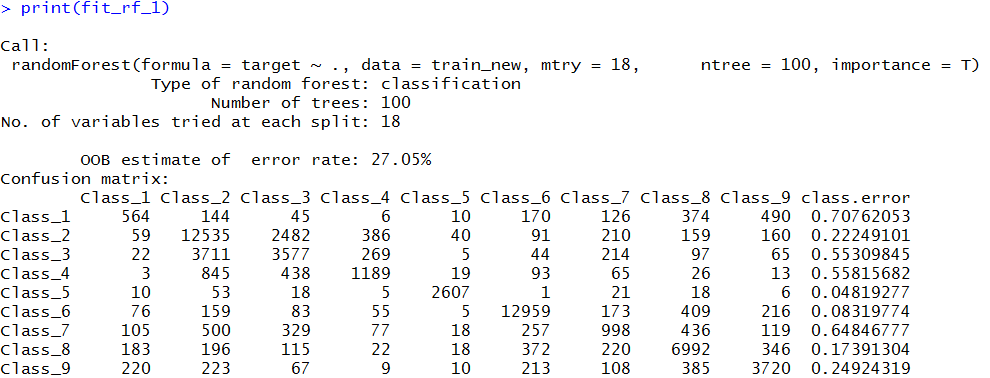 > print(fit_rf_1)
Call:
 randomForest(formula = target ~ ., data = train_new, mtry = 18,      ntree = 100, importance = T)
               Type of random forest: classification
                     Number of trees: 100
No. of variables tried at each split: 18
        OOB estimate of  error rate: 27.05%
Confusion matrix:
        Class_1 Class_2 Class_3 Class_4 Class_5 Class_6 Class_7 Class_8 Class_9 class.error
Class_1     564     144      45       6      10     170     126     374     490  0.70762053
Class_2      59   12535    2482     386      40      91     210     159     160  0.22249101
Class_3      22    3711    3577     269       5      44     214      97      65  0.55309845
Class_4       3     845     438    1189      19      93      65      26      13  0.55815682
Class_5      10      53      18       5    2607       1      21      18       6  0.04819277
Class_6      76     159      83      55       5   12959     173     409     216  0.08319774
Class_7     105     500     329      77      18     257     998     436     119  0.64846777
Class_8     183     196     115      22      18     372     220    6992     346  0.17391304
Class_9     220     223      67       9      10     213     108     385    3720  0.24924319